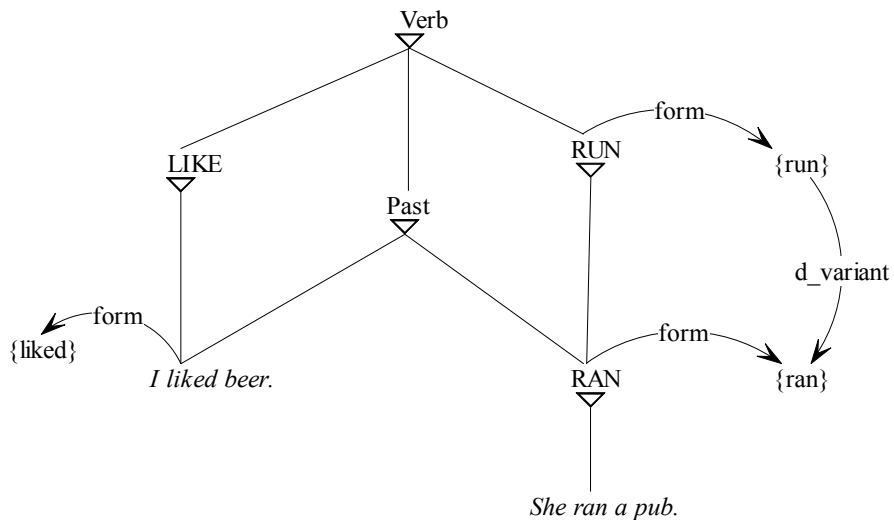 Verb
form
LIKE
RUN
{run}
Past
d_variant
form
form
{liked}
I liked beer.
RAN
{ran}
She ran a pub.